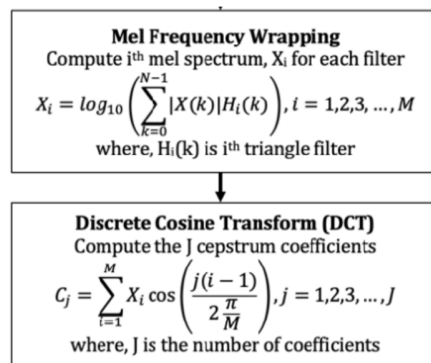 Mel Frequency Wrapping
Compute iᵗʰ mel spectrum, Xᵢ for each filter
Xᵢ = log₁₀ (∑_{k=0}^{N−1} |X(k)|Hᵢ(k)), i = 1,2,3, …, M
where, Hᵢ(k) is iᵗʰ triangle filter
Discrete Cosine Transform (DCT)
Compute the J cepstrum coefficients
Cⱼ = ∑_{i=1}^{M} Xᵢ cos (j(i − 1) / (2 π/M)), j = 1,2,3, …, J
where, J is the number of coefficients